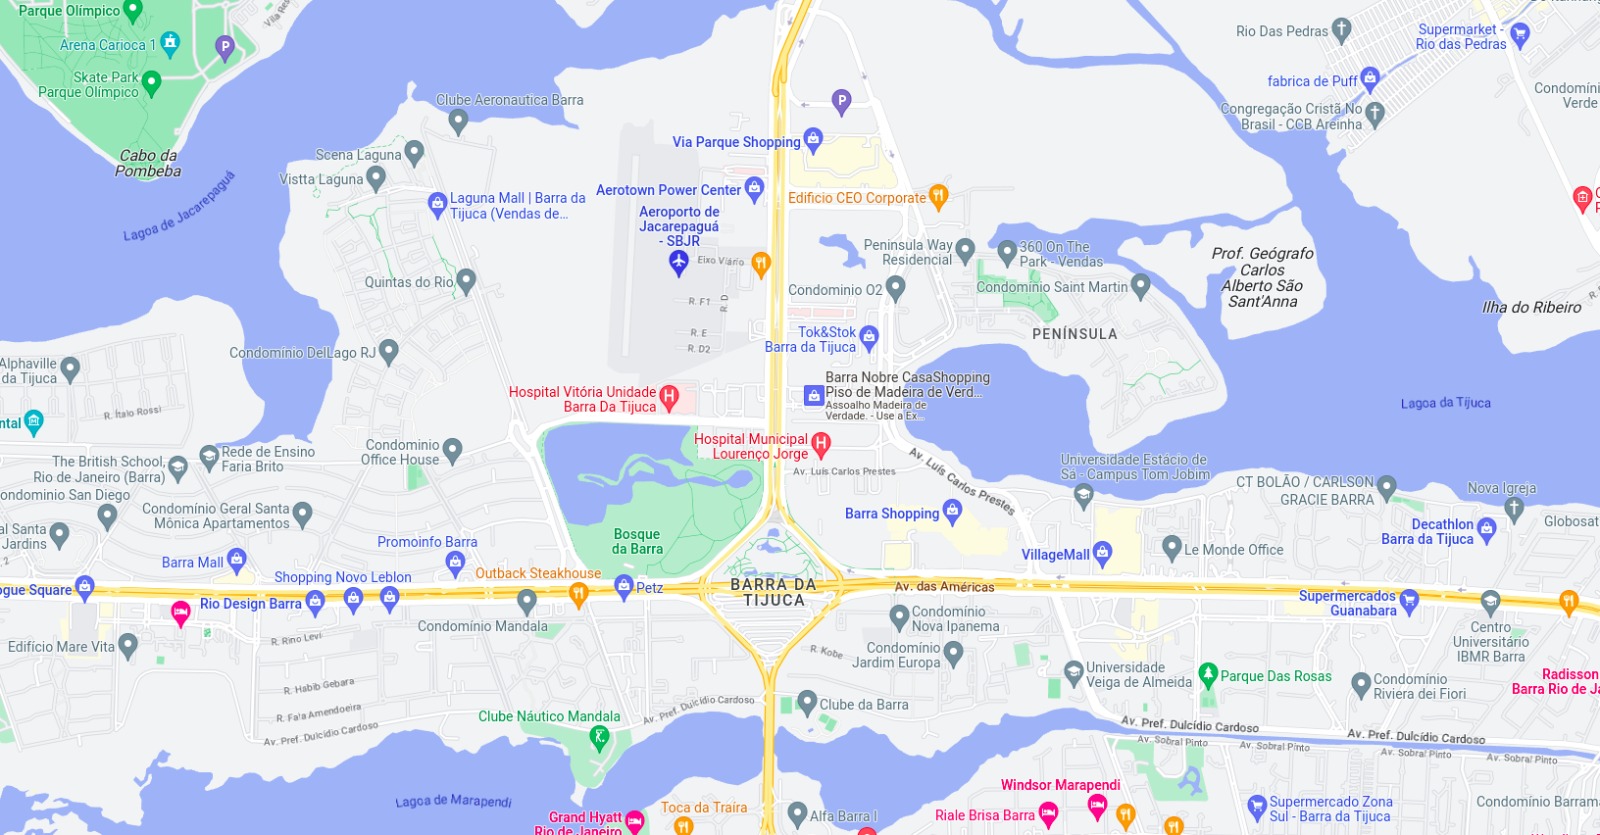 Parque Olímpico
Arena Carioca 1
P
Skate Park
Parque Olímpico
Cabo da
Pombeba
Lagoa de Jacarepaguá
Clube Aeronautica Barra
Scena Laguna
Vistta Laguna
Laguna Mall | Barra da
Tijuca (Vendas de...
Quintas do Rio
Condomínio DelLago RJ
Alphaville
da Tijuca
R. Ítalo Rossi
ntal
P
Via Parque Shopping
Aerotown Power Center
Aeroporto de
Jacarepaguá
- SBJR
Eixo Viário
R. F1
R. D
R. E
R. D2
Edificio CEO Corporate
Peninsula Way
Residencial
360 On The
Park - Vendas
Condominio O2
Condominio Saint Martin
PENÍNSULA
Tok&Stok
Barra da Tijuca
Barra Nobre CasaShopping
Piso de Madeira de Verd...
Assoalho Madeira de
Verdade. - Use a Ex...
Rio Das Pedras
Supermarket -
Rio das Pedras
fabrica de Puff
Congregação Cristã No
Brasil - CCB Areinha
Condomíni
Verde
Prof. Geógrafo
Carlos
Alberto São
Sant'Anna
Ilha do Ribeiro
Lagoa da Tijuca
Hospital Vitória Unidade
Barra Da Tijuca
H
Hospital Municipal
Lourenço Jorge
H
Av. Luís Carlos Prestes
Av. Luís Carlos Prestes
Condominio
Office House
Rede de Ensino
Faria Brito
The British School,
Rio de Janeiro (Barra)
Condominio San Diego
Condomínio Geral Santa
Mônica Apartamentos
al Santa
Jardins
Barra Mall
Promoinfo Barra
Shopping Novo Leblon
ogue Square
Rio Design Barra
Outback Steakhouse
Petz
Bosque
da Barra
BARRA DA
TIJUCA
Barra Shopping
Universidade Estácio de
Sá - Campus Tom Jobim
CT BOLÃO / CARLSON
GRACIE BARRA
Nova Igreja
Decathlon
Barra da Tijuca
Globosat
VillageMall
Le Monde Office
Av. das Américas
Supermercados
Guanabara
Centro
Universitário
IBMR Barra
Condomínio Mandala
Edifício Mare Vita
R. Rino Levi
R. Habib Gebara
R. Fala Amendoeira
Av. Pref. Dulcídio Cardoso
Condomínio
Nova Ipanema
Condomínio
Jardim Europa
R. Kobe
Universidade
Veiga de Almeida
Parque Das Rosas
Condomínio
Riviera dei Fiori
Radisson
Barra Rio de Ja
Clube Náutico Mandala
Av. Pref. Dulcídio Cardoso
Clube da Barra
Av. Pref. Dulcídio Cardoso
Av. Pref. Dulcídio Cardoso
Av. Sobral Pinto
Av. Sobral Pinto
Av. Sobral Pinto
Av. Sobral Pinto
Lagoa de Marapendi
Grand Hyatt
Rio de Janeiro
Toca da Traíra
Alfa Barra I
Windsor Marapendi
Riale Brisa Barra
Supermercado Zona
Sul - Barra da Tijuca
Condomínio Barrama